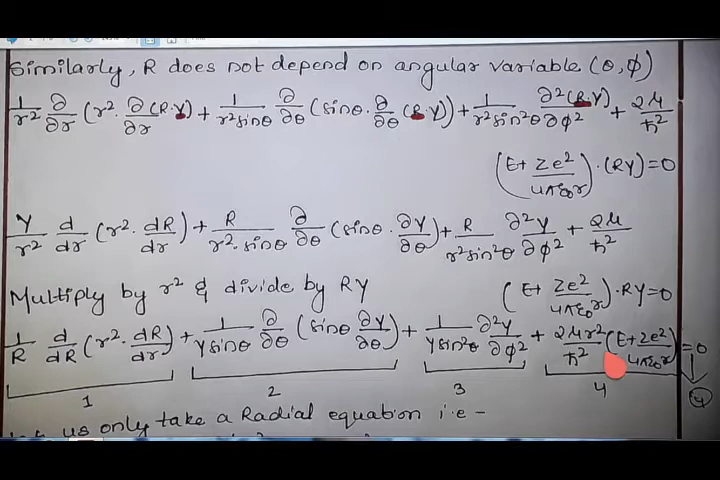 Similarly, R does not depend on angular variable (θ,ϕ)
1/r² ∂/∂r (r². ∂(R.Y)/∂r) + 1/r²sinθ ∂/∂θ (sinθ. ∂/∂θ (R.Y)) + 1/r²sin²θ ∂²(R.Y)/∂ϕ² + 2μ/ħ²
(E+ Ze²/4πε₀r).(RY)=0
Y/r² d/dr (r². dR/dr) + R/r².sinθ ∂/∂θ (sinθ. ∂Y/∂θ) + R/r²sin²θ ∂²Y/∂ϕ² + 2μ/ħ²
Multiply by r² & divide by RY (E+ Ze²/4πε₀r).RY=0
1/R d/dR (r². dR/dr) + 1/Ysinθ ∂/∂θ (sinθ ∂Y/∂θ) + 1/Ysin²θ ∂²Y/∂ϕ² + 2μr²/ħ² (E+Ze²/4πε₀r)=0
1 2 3 4 4
us only take a Radial equation i.e -